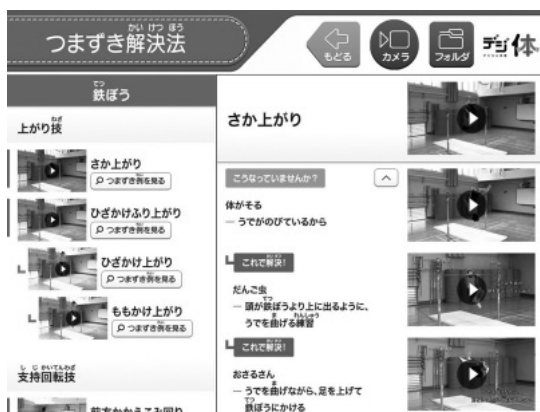 つまずき解決法
もどる
カメラ
フォルダ
デジ体
鉄ぼう
上がり技
さか上がり
つまずき例を見る
ひざかけふり上がり
つまずき例を見る
ひざかけ上がり
つまずき例を見る
ももかけ上がり
つまずき例を見る
支持回転技
前方かかえこみ回り
さか上がり
こうなっていませんか?
体がそる
― うでがのびているから
これで解決!
だんご虫
― 頭が鉄ぼうより上に出るように、
うでを曲げる練習
これで解決!
おさるさん
― うでを曲げながら、足を上げて
鉄ぼうにかける